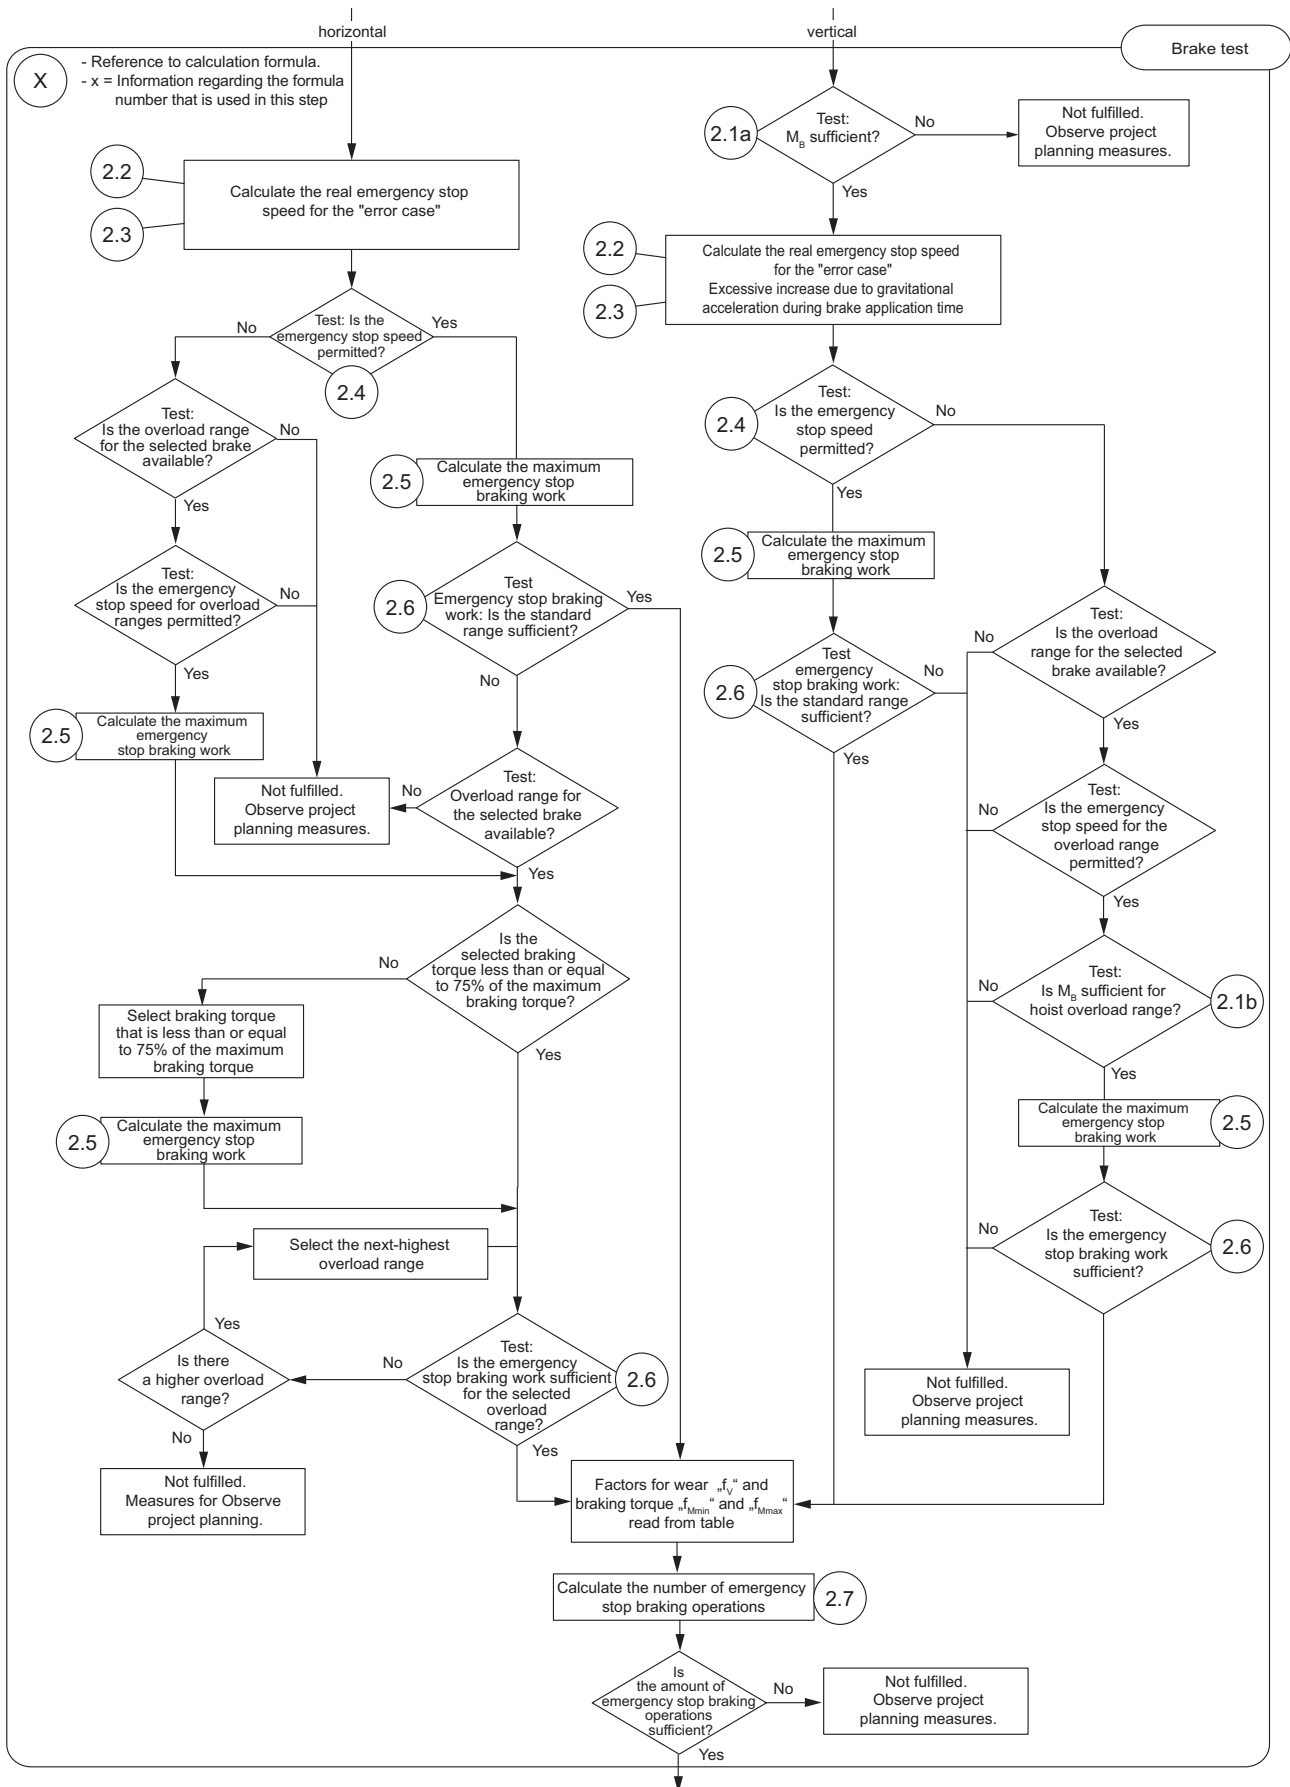 horizontal
vertical
Brake test
X
- Reference to calculation formula.
- x = Information regarding the formula
number that is used in this step
2.1a
Test:
M_B sufficient?
No
Not fulfilled.
Observe project
planning measures.
Yes
2.2
2.3
Calculate the real emergency stop
speed for the "error case"
2.2
2.3
Calculate the real emergency stop speed
for the "error case"
Excessive increase due to gravitational
acceleration during brake application time
No
Test: Is the
emergency stop speed
permitted?
Yes
2.4
2.4
Test:
Is the emergency
stop speed
permitted?
No
Yes
Test:
Is the overload range
for the selected brake
available?
No
Yes
2.5
Calculate the maximum
emergency stop
braking work
2.5
Calculate the maximum
emergency stop
braking work
Test:
Is the emergency
stop speed for overload
ranges permitted?
No
Yes
2.6
Test
Emergency stop braking
work: Is the standard
range sufficient?
Yes
No
2.6
Test
emergency
stop braking work:
Is the standard range
sufficient?
No
Yes
No
Test:
Is the overload
range for the selected
brake available?
Yes
2.5
Calculate the maximum
emergency
stop braking work
Not fulfilled.
Observe project
planning measures.
No
Test:
Overload range for
the selected brake
available?
Yes
No
Test:
Is the emergency
stop speed for the
overload range
permitted?
Yes
No
Is the
selected braking
torque less than or equal
to 75% of the maximum
braking torque?
Yes
No
Test:
Is M_B sufficient for
hoist overload range?
2.1b
Yes
Select braking torque
that is less than or equal
to 75% of the maximum
braking torque
2.5
Calculate the maximum
emergency stop
braking work
Calculate the maximum
emergency stop
braking work
2.5
Select the next-highest
overload range
No
Test:
Is the emergency
stop braking work
sufficient?
2.6
Yes
Is there
a higher overload
range?
No
No
Test:
Is the emergency
stop braking work sufficient
for the selected
overload
range?
2.6
Yes
Not fulfilled.
Observe project
planning measures.
Not fulfilled.
Measures for Observe
project planning.
Factors for wear „f_V“ and
braking torque „f_Mmin“ and „f_Mmax“
read from table
Calculate the number of emergency
stop braking operations
2.7
Is
the amount of
emergency stop braking
operations
sufficient?
No
Not fulfilled.
Observe project
planning measures.
Yes